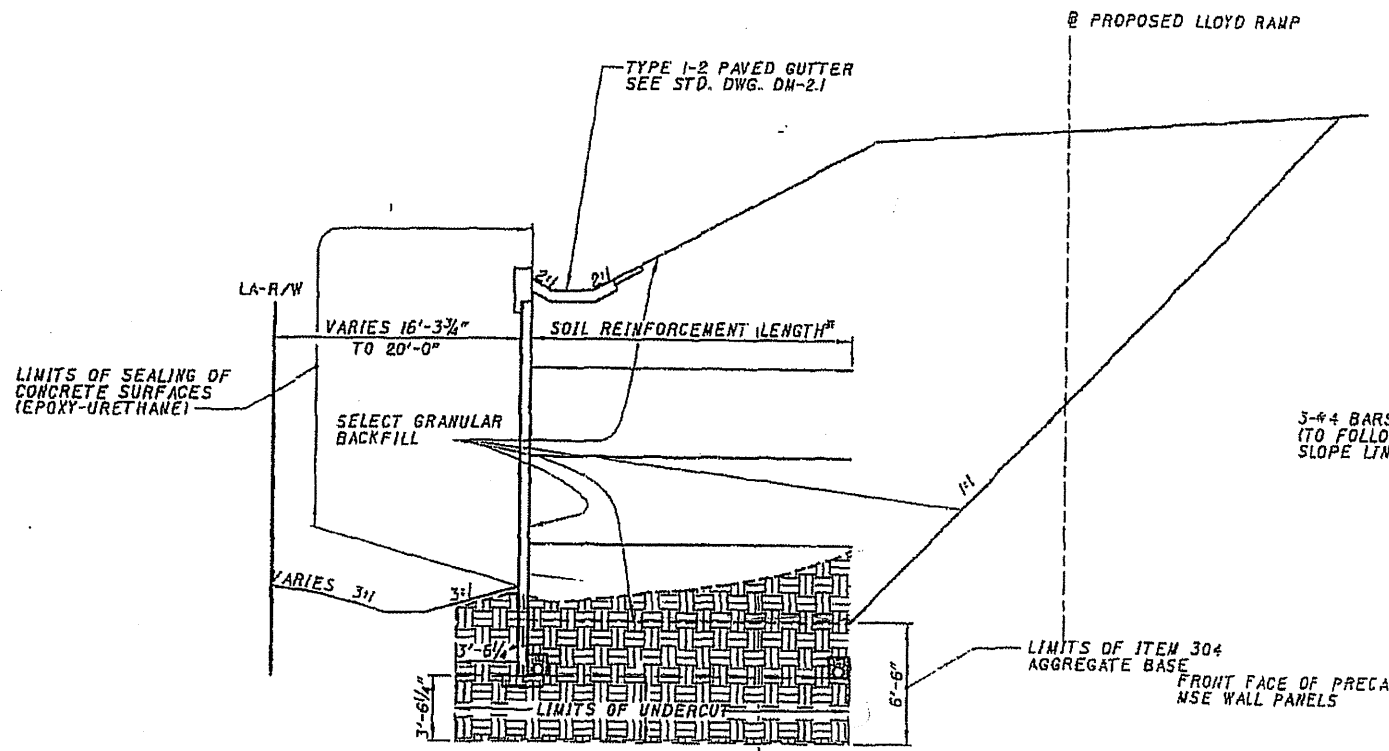 ℔ PROPOSED LLOYD RAMP
TYPE 1-2 PAVED GUTTER
SEE STD. DWG. DM-2.1
2:1
2:1
LA-R/W
VARIES 16'-3¾"
TO 20'-0"
SOIL REINFORCEMENT LENGTH*
LIMITS OF SEALING OF
CONCRETE SURFACES
(EPOXY-URETHANE)
SELECT GRANULAR
BACKFILL
3-#4 BARS
(TO FOLLO
SLOPE LIN
1:1
VARIES
3:1
3:1
3'-6¼"
3'-6¼"
LIMITS OF UNDERCUT
6'-6"
LIMITS OF ITEM 304
AGGREGATE BASE
FRONT FACE OF PRECA
MSE WALL PANELS